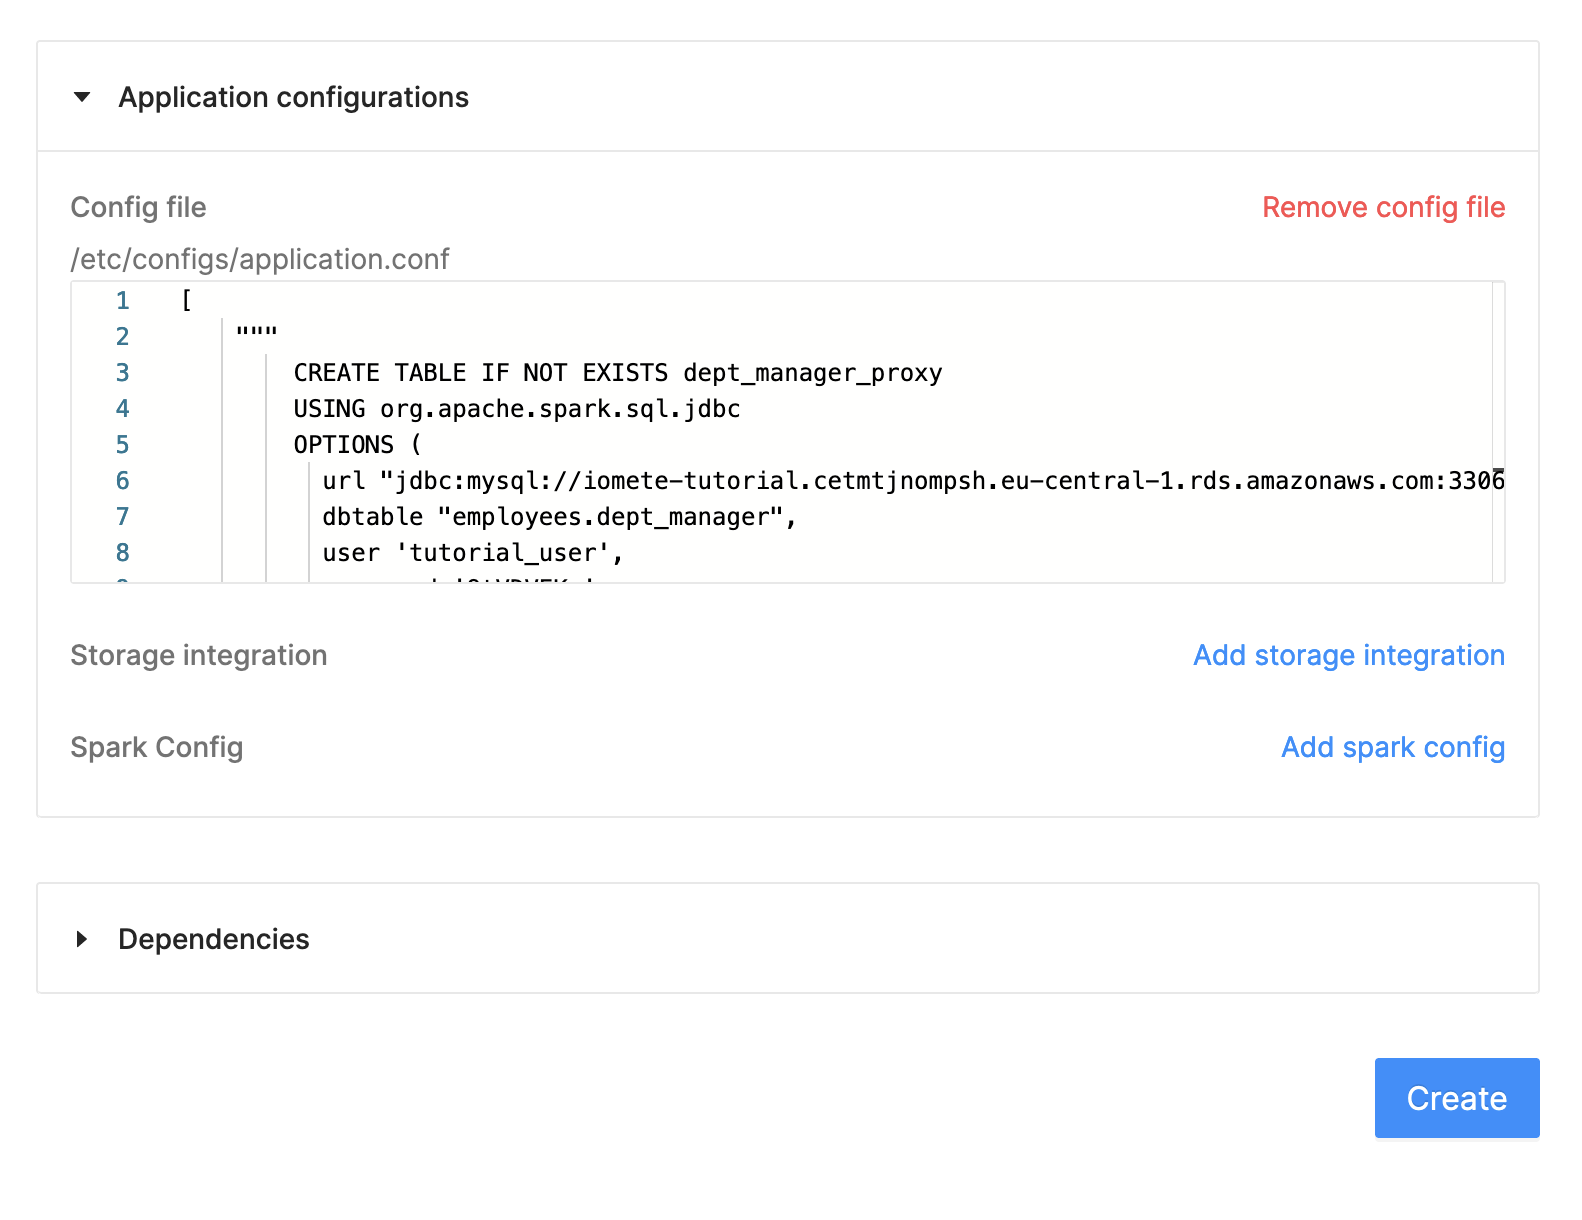 Application configurations
Config file
Remove config file
/etc/configs/application.conf
1 [
2 """
3 CREATE TABLE IF NOT EXISTS dept_manager_proxy
4 USING org.apache.spark.sql.jdbc
5 OPTIONS (
6 url "jdbc:mysql://iomete-tutorial.cetmtjnompsh.eu-central-1.rds.amazonaws.com:3306
7 dbtable "employees.dept_manager",
8 user 'tutorial_user',
Storage integration
Add storage integration
Spark Config
Add spark config
Dependencies
Create